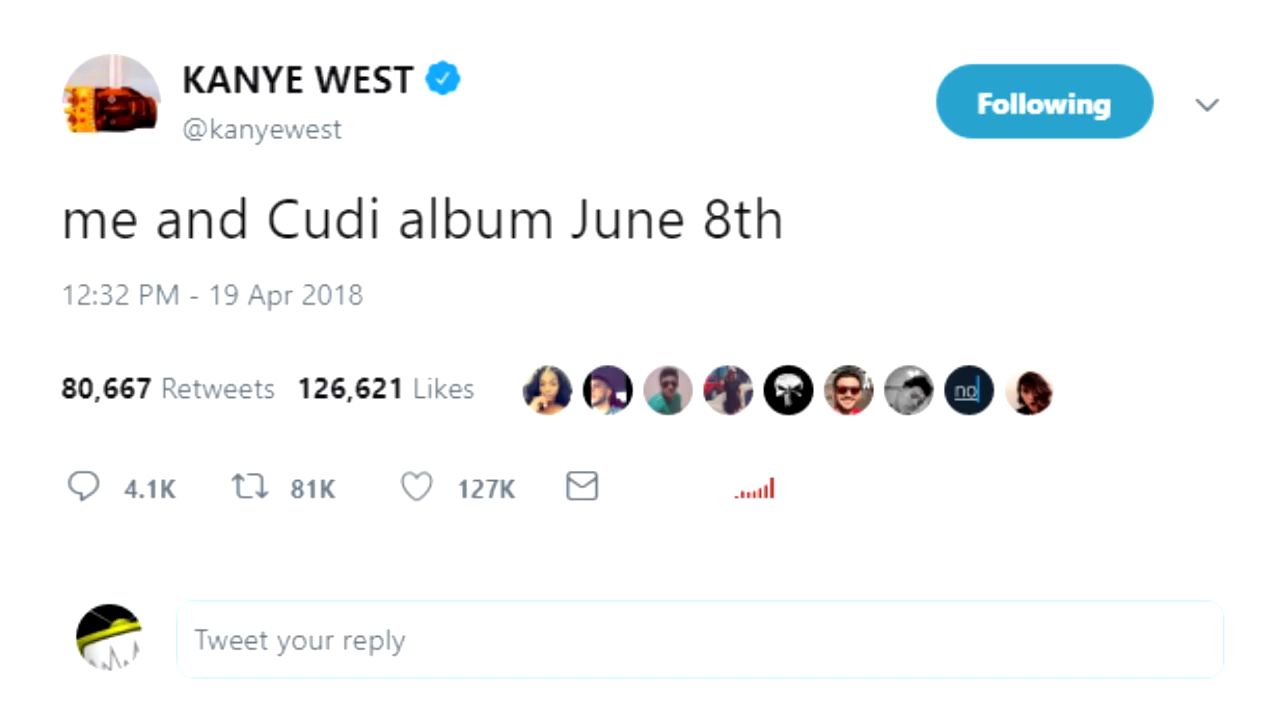 KANYE WEST
@kanyewest
Following
me and Cudi album June 8th
12:32 PM - 19 Apr 2018
80,667 Retweets 126,621 Likes
no
4.1K 81K 127K
Tweet your reply